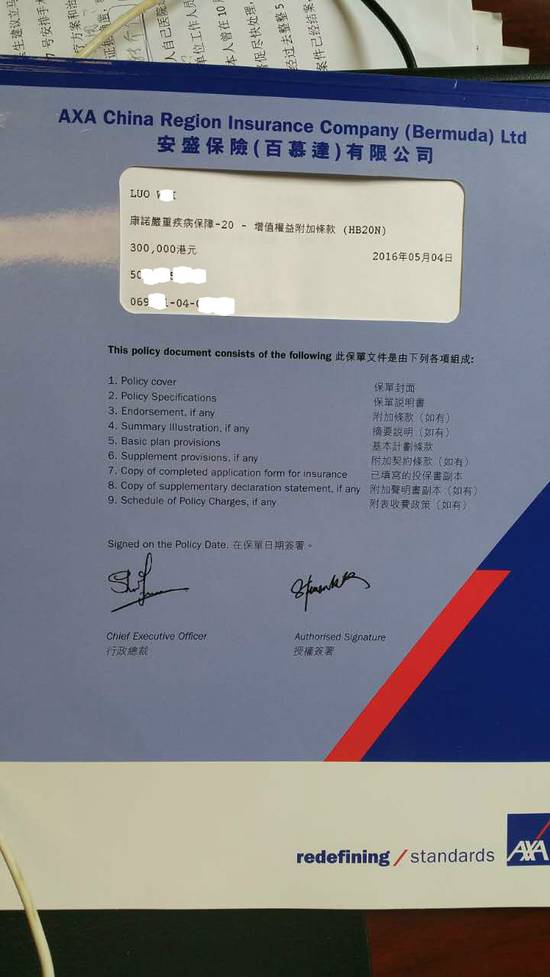 AXA China Region Insurance Company (Bermuda) Ltd
安盛保險(百慕達)有限公司
LUO
康諾嚴重疾病保障-20 - 增值權益附加條款 (HB20N)
300,000港元
2016年05月04日
50
069 -04-
This policy document consists of the following 此保單文件是由下列各項組成:
1. Policy cover 保單封面
2. Policy Specifications 保單説明書
3. Endorsement, if any 附加條款（如有）
4. Summary Illustration, if any 摘要説明（如有）
5. Basic plan provisions 基本計劃條款
6. Supplement provisions, if any 附加契約條款（如有）
7. Copy of completed application form for insurance 已填寫的投保書副本
8. Copy of supplementary declaration statement, if any 附加聲明書副本（如有）
9. Schedule of Policy Charges, if any 附表收費政策（如有）
Signed on the Policy Date. 在保單日期簽署。
Chief Executive Officer Authorised Signature
行政總裁 授權簽署
redefining / standards
AXA